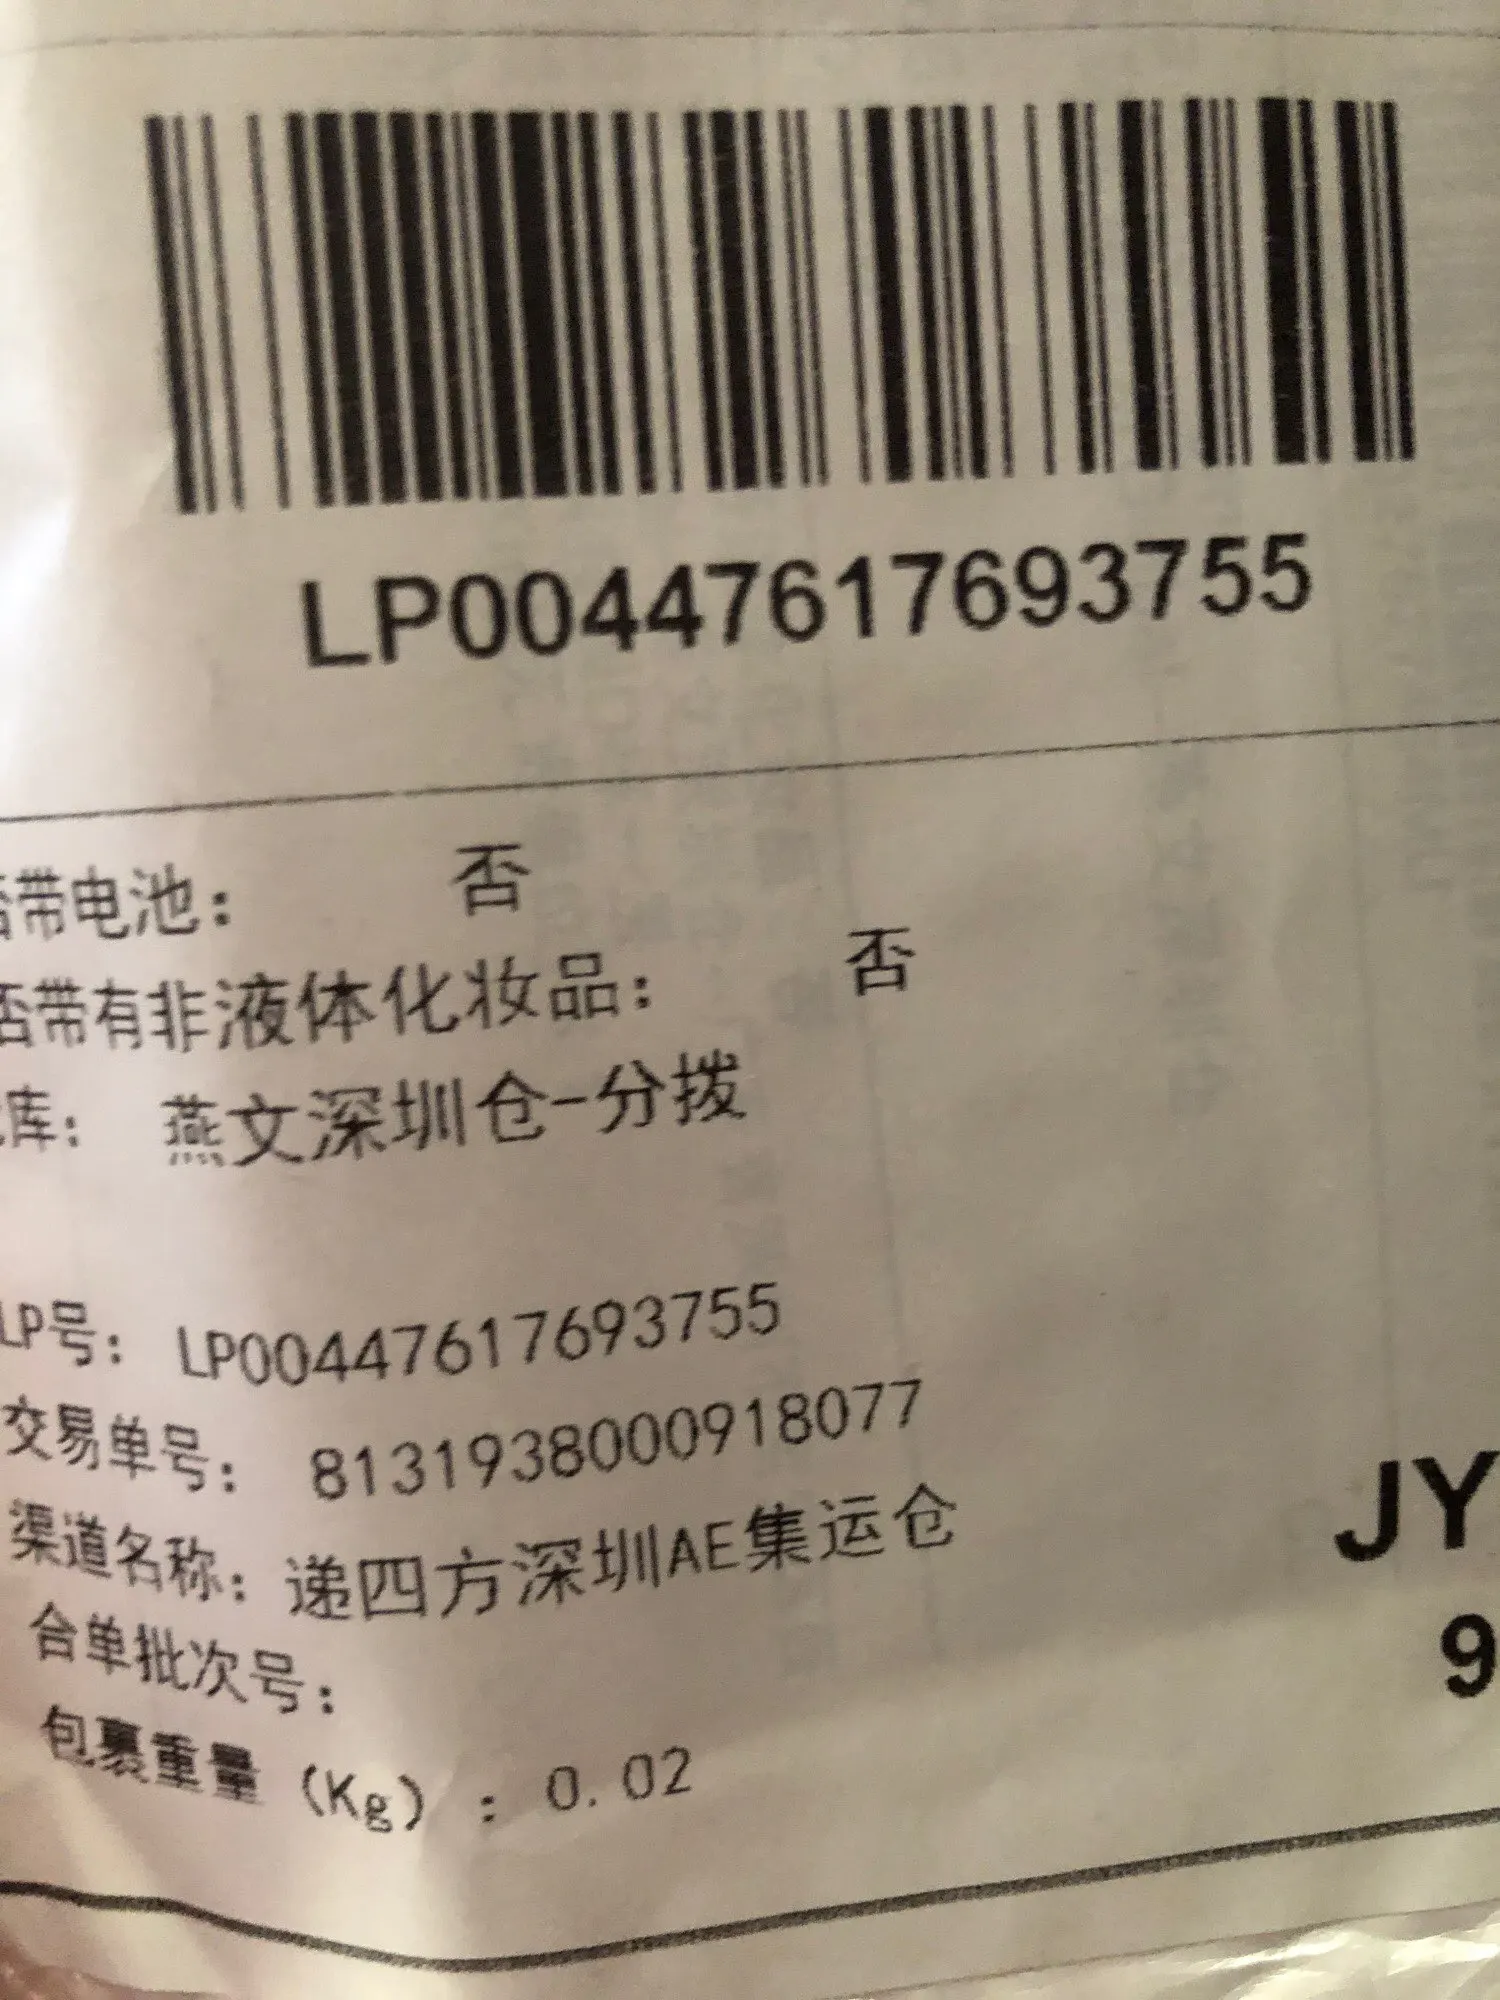 LP00447617693755
否带电池： 否
否带有非液体化妆品： 否
库： 燕文深圳仓-分拨
LP号： LP00447617693755
交易单号： 8131938000918077
渠道名称： 递四方深圳AE集运仓
JY
合单批次号：
9
包裹重量（Kg）：0.02